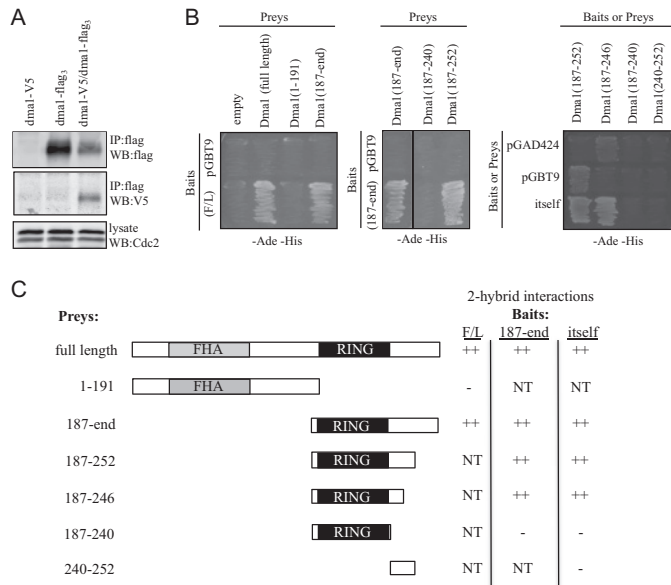 A
dma1-V5
dma1-flag3
dma1-V5/dma1-flag3
IP:flag
WB:flag
IP:flag
WB:V5
lysate
WB:Cdc2
B
Preys
empty
Dma1 (full length)
Dma1(1-191)
Dma1(187-end)
Baits
(F/L) pGBT9
-Ade -His
Preys
Dma1(187-end)
Dma1(187-240)
Dma1(187-252)
Baits
(187-end) pGBT9
-Ade -His
Baits or Preys
Dma1(187-252)
Dma1(187-246)
Dma1(187-240)
Dma1(240-252)
Baits or Preys
pGAD424
pGBT9
itself
-Ade -His
C
2-hybrid interactions
Preys:
Baits:
F/L 187-end itself
full length FHA RING ++ ++ ++
1-191 FHA - NT NT
187-end RING ++ ++ ++
187-252 RING NT ++ ++
187-246 RING NT ++ ++
187-240 RING NT - -
240-252 NT NT -